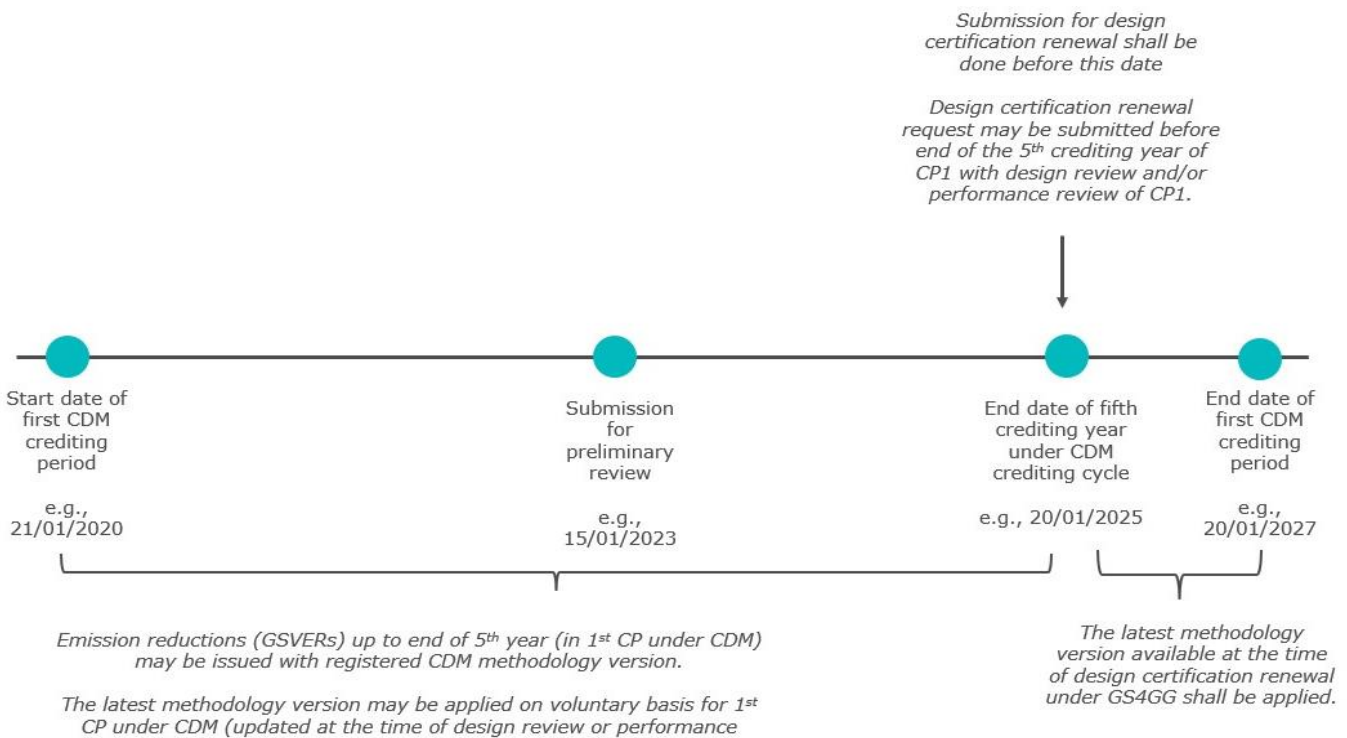 Submission for design
certification renewal shall be
done before this date
Design certification renewal
request may be submitted before
end of the 5th crediting year of
CP1 with design review and/or
performance review of CP1.
Start date of
first CDM
crediting
period
e.g.,
21/01/2020
Submission
for
preliminary
review
e.g.,
15/01/2023
End date of fifth
crediting year
under CDM
crediting cycle
e.g., 20/01/2025
End date of
first CDM
crediting
period
e.g.,
20/01/2027
Emission reductions (GSVERs) up to end of 5th year (in 1st CP under CDM)
may be issued with registered CDM methodology version.
The latest methodology version may be applied on voluntary basis for 1st
CP under CDM (updated at the time of design review or performance
The latest methodology
version available at the time
of design certification renewal
under GS4GG shall be applied.